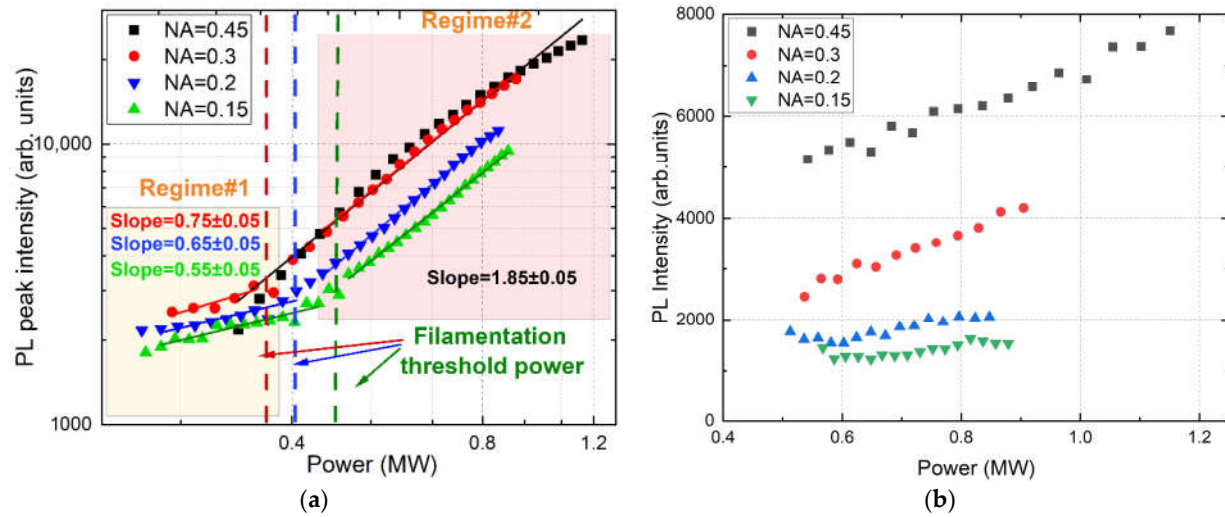 Regime#2
NA=0.45
NA=0.3
NA=0.2
NA=0.15
PL peak intensity (arb. units)
10,000
1000
Regime#1
Slope=0.75±0.05
Slope=0.65±0.05
Slope=0.55±0.05
Slope=1.85±0.05
Filamentation
threshold power
0.4
0.8
1.2
Power (MW)
(a)
PL Intensity (arb.units)
8000
6000
4000
2000
0
NA=0.45
NA=0.3
NA=0.2
NA=0.15
0.4
0.6
0.8
1.0
1.2
Power (MW)
(b)